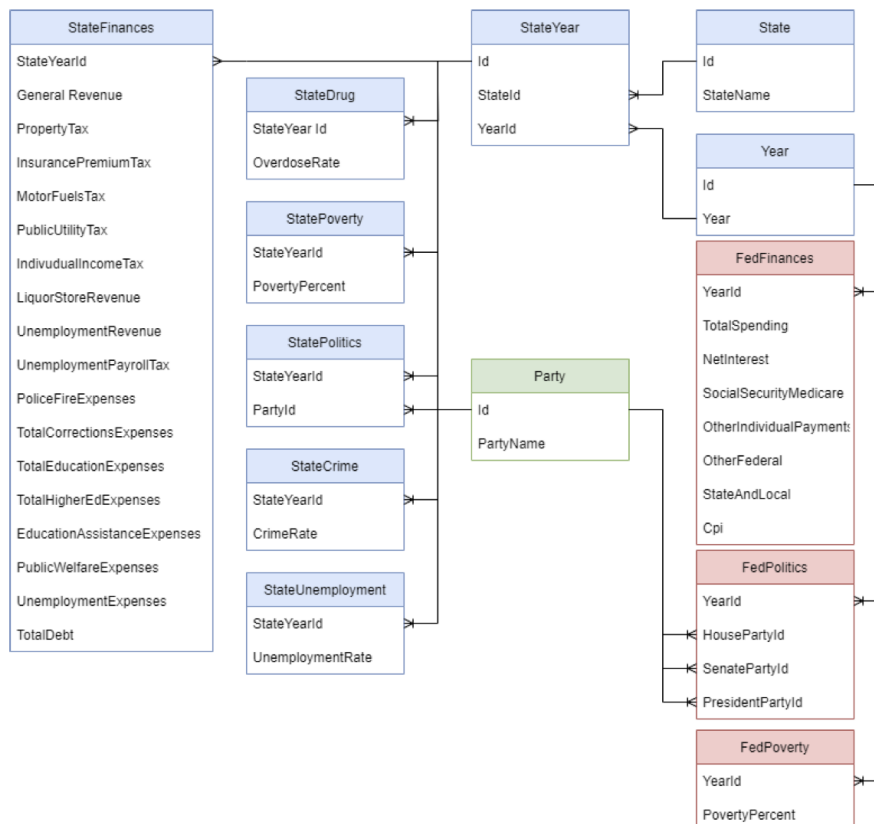 StateFinances
StateYearId
General Revenue
PropertyTax
InsurancePremiumTax
MotorFuelsTax
PublicUtilityTax
IndivudualIncomeTax
LiquorStoreRevenue
UnemploymentRevenue
UnemploymentPayrollTax
PoliceFireExpenses
TotalCorrectionsExpenses
TotalEducationExpenses
TotalHigherEdExpenses
EducationAssistanceExpenses
PublicWelfareExpenses
UnemploymentExpenses
TotalDebt
StateDrug
StateYear Id
OverdoseRate
StatePoverty
StateYearId
PovertyPercent
StatePolitics
StateYearId
PartyId
StateCrime
StateYearId
CrimeRate
StateUnemployment
StateYearId
UnemploymentRate
StateYear
Id
StateId
YearId
Party
Id
PartyName
State
Id
StateName
Year
Id
Year
FedFinances
YearId
TotalSpending
NetInterest
SocialSecurityMedicare
OtherIndividualPayments
OtherFederal
StateAndLocal
Cpi
FedPolitics
YearId
HousePartyId
SenatePartyId
PresidentPartyId
FedPoverty
YearId
PovertyPercent